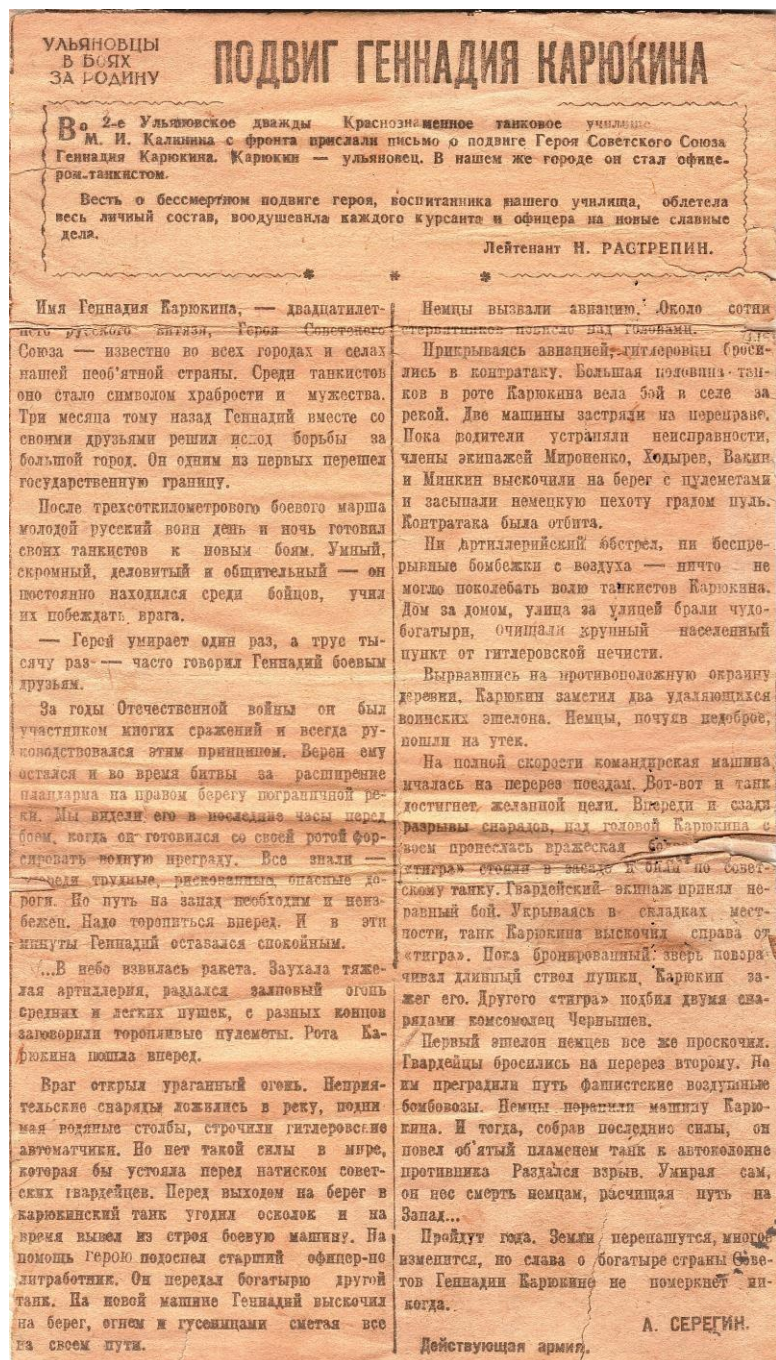 УЛЬЯНОВЦЫ
В БОЯХ
ЗА РОДИНУ
ПОДВИГ ГЕННАДИЯ КАРЮКИНА
Во 2-е Ульяновское дважды Краснознаменное танковое училище
М. И. Калинина с фронта прислали письмо о подвиге Героя Советского Союза
Геннадия Карюкина. Карюкин — ульяновец. В нашем же городе он стал офице-
ром-танкистом.
Весть о бессмертном подвиге героя, воспитанника нашего училища, облетела
весь личный состав, воодушевила каждого курсанта и офицера на новые славные
дела.
Лейтенант Н. РАСТРЕПИН.
Имя Геннадия Карюкина, — двадцатилет-
него русского витязя, Героя Советского
Союза — известно во всех городах и селах
нашей необ'ятной страны. Среди танкистов
оно стало символом храбрости и мужества.
Три месяца тому назад Геннадий вместе со
своими друзьями решил исход борьбы за
большой город. Он одним из первых перешел
государственную границу.
После трехсоткилометрового боевого марша
молодой русский воин день и ночь готовил
своих танкистов к новым боям. Умный,
скромный, деловитый и общительный — он
постоянно находился среди бойцов, учил
их побеждать врага.
— Герой умирает один раз, а трус ты-
сячу раз — часто говорил Геннадий боевым
друзьям.
За годы Отечественной войны он был
участником многих сражений и всегда ру-
ководствовался этим принципом. Верен ему
остался и во время битвы за расширение
плацдарма на правом берегу пограничной ре-
ки. Мы видели его в последние часы перед
боем, когда он готовился со своей ротой фор-
сировать водную преграду. Все знали —
впереди трудные, рискованные, опасные до-
роги. Но путь на запад необходим и неиз-
бежен. Надо торопиться вперед. И в эти
минуты Геннадий оставался спокойным.
...В небо взвилась ракета. Заухала тяже-
лая артиллерия, раздался залповый огонь
средних и легких пушек, с разных концов
заговорили торопливые пулеметы. Рота Ка-
рюкина пошла вперед.
Враг открыл ураганный огонь. Неприя-
тельские снаряды ложились в реку, подни
мая водяные столбы, строчили гитлеровские
автоматчики. Но нет такой силы в мире,
которая бы устояла перед натиском совет-
ских гвардейцев. Перед выходом на берег в
карюкинский танк угодил осколок и на
время вывел из строя боевую машину. На
помощь герою подоспел старший офицер-по
литработник. Он передал богатырю другой
танк. На новой машине Геннадий выскочил
на берег, огнем и гусеницами сметая все
на своем пути.
Немцы вызвали авиацию. Около сотни
стервятников повисло над головами.
Прикрываясь авиацией, гитлеровцы броси-
лись в контратаку. Большая половина тан-
ков в роте Карюкина вела бой в селе за
рекой. Две машины застряли на переправе.
Пока водители устраняли неисправности,
члены экипажей Мироненко, Ходырев, Вакин
и Минкин выскочили на берег с пулеметами
и засыпали немецкую пехоту градом пуль.
Контратака была отбита.
Ни артиллерийский обстрел, ни беспре-
рывные бомбежки с воздуха — ничто не
могло поколебать волю танкистов Карюкина.
Дом за домом, улица за улицей брали чудо-
богатыри, очищали крупный населенный
пункт от гитлеровской нечисти.
Вырвавшись на противоположную окраину
деревни, Карюкин заметил два удаляющихся
воинских эшелона. Немцы, почуяв недоброе,
пошли на утек.
На полной скорости командирская машина
мчалась на перерез поездам. Вот-вот и танк
достигнет желанной цели. Впереди и сзади
разрывы снарядов, над головой Карюкина с
воем пронеслась вражеская
«тигра» стояли в засаде и били по совет-
скому танку. Гвардейский экипаж принял не-
равный бой. Укрываясь в складках мест-
ности, танк Карюкина выскочил справа от
«тигра». Пока бронированный зверь повора-
чивал длинный ствол пушки, Карюкин за-
жег его. Другого «тигра» подбил двумя сна-
рядами комсомолец Чернышев.
Первый эшелон немцев все же проскочил.
Гвардейцы бросились на перерез второму. Но
им преградили путь фашистские воздушные
бомбовозы. Немцы поранили машину Карю-
кина. И тогда, собрав последние силы, он
повел об'ятый пламенем танк к автоколонне
противника Раздался взрыв. Умирая сам,
он нес смерть немцам, расчищая путь на
Запад...
Пройдут года. Земли перепашутся, многое
изменится, но слава о богатыре страны Сове-
тов Геннадии Карюкине не померкнет ни-
когда.
А. СЕРЕГИН.
Действующая армия.